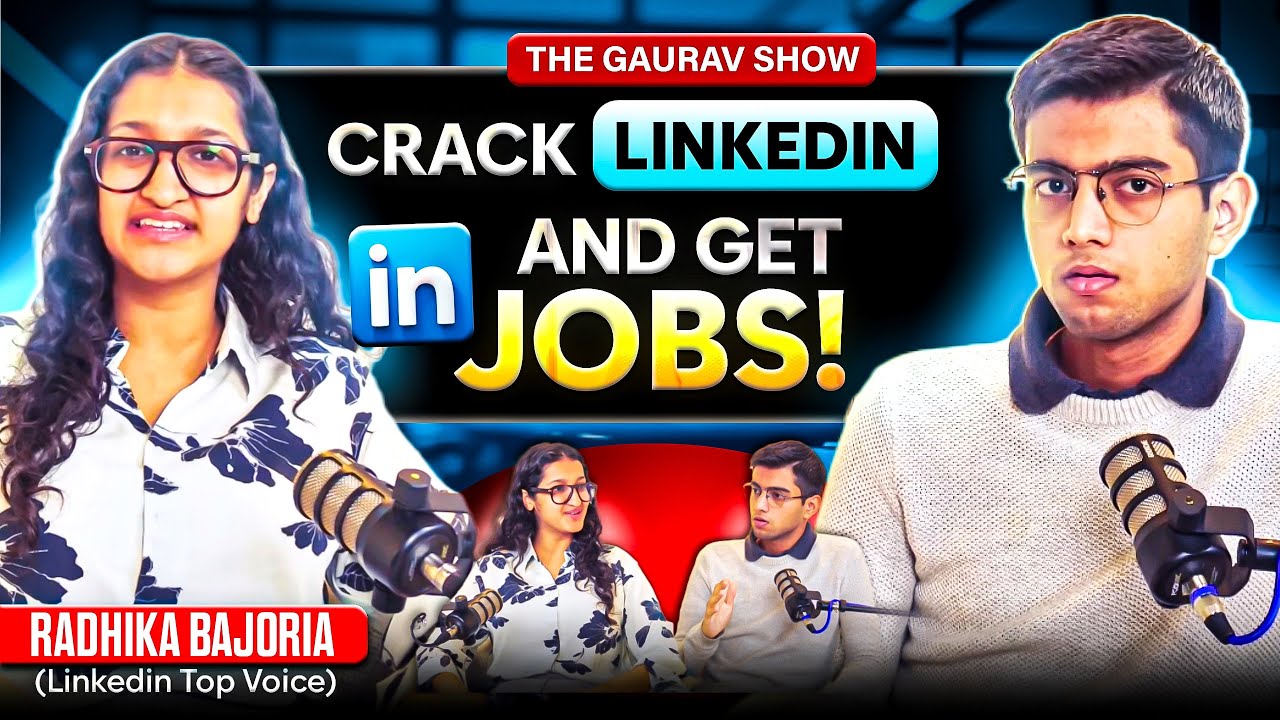 THE GAURAV SHOW
CRACK LINKEDIN
in AND GET
JOBS!
RADHIKA BAJORIA
(Linkedin Top Voice)